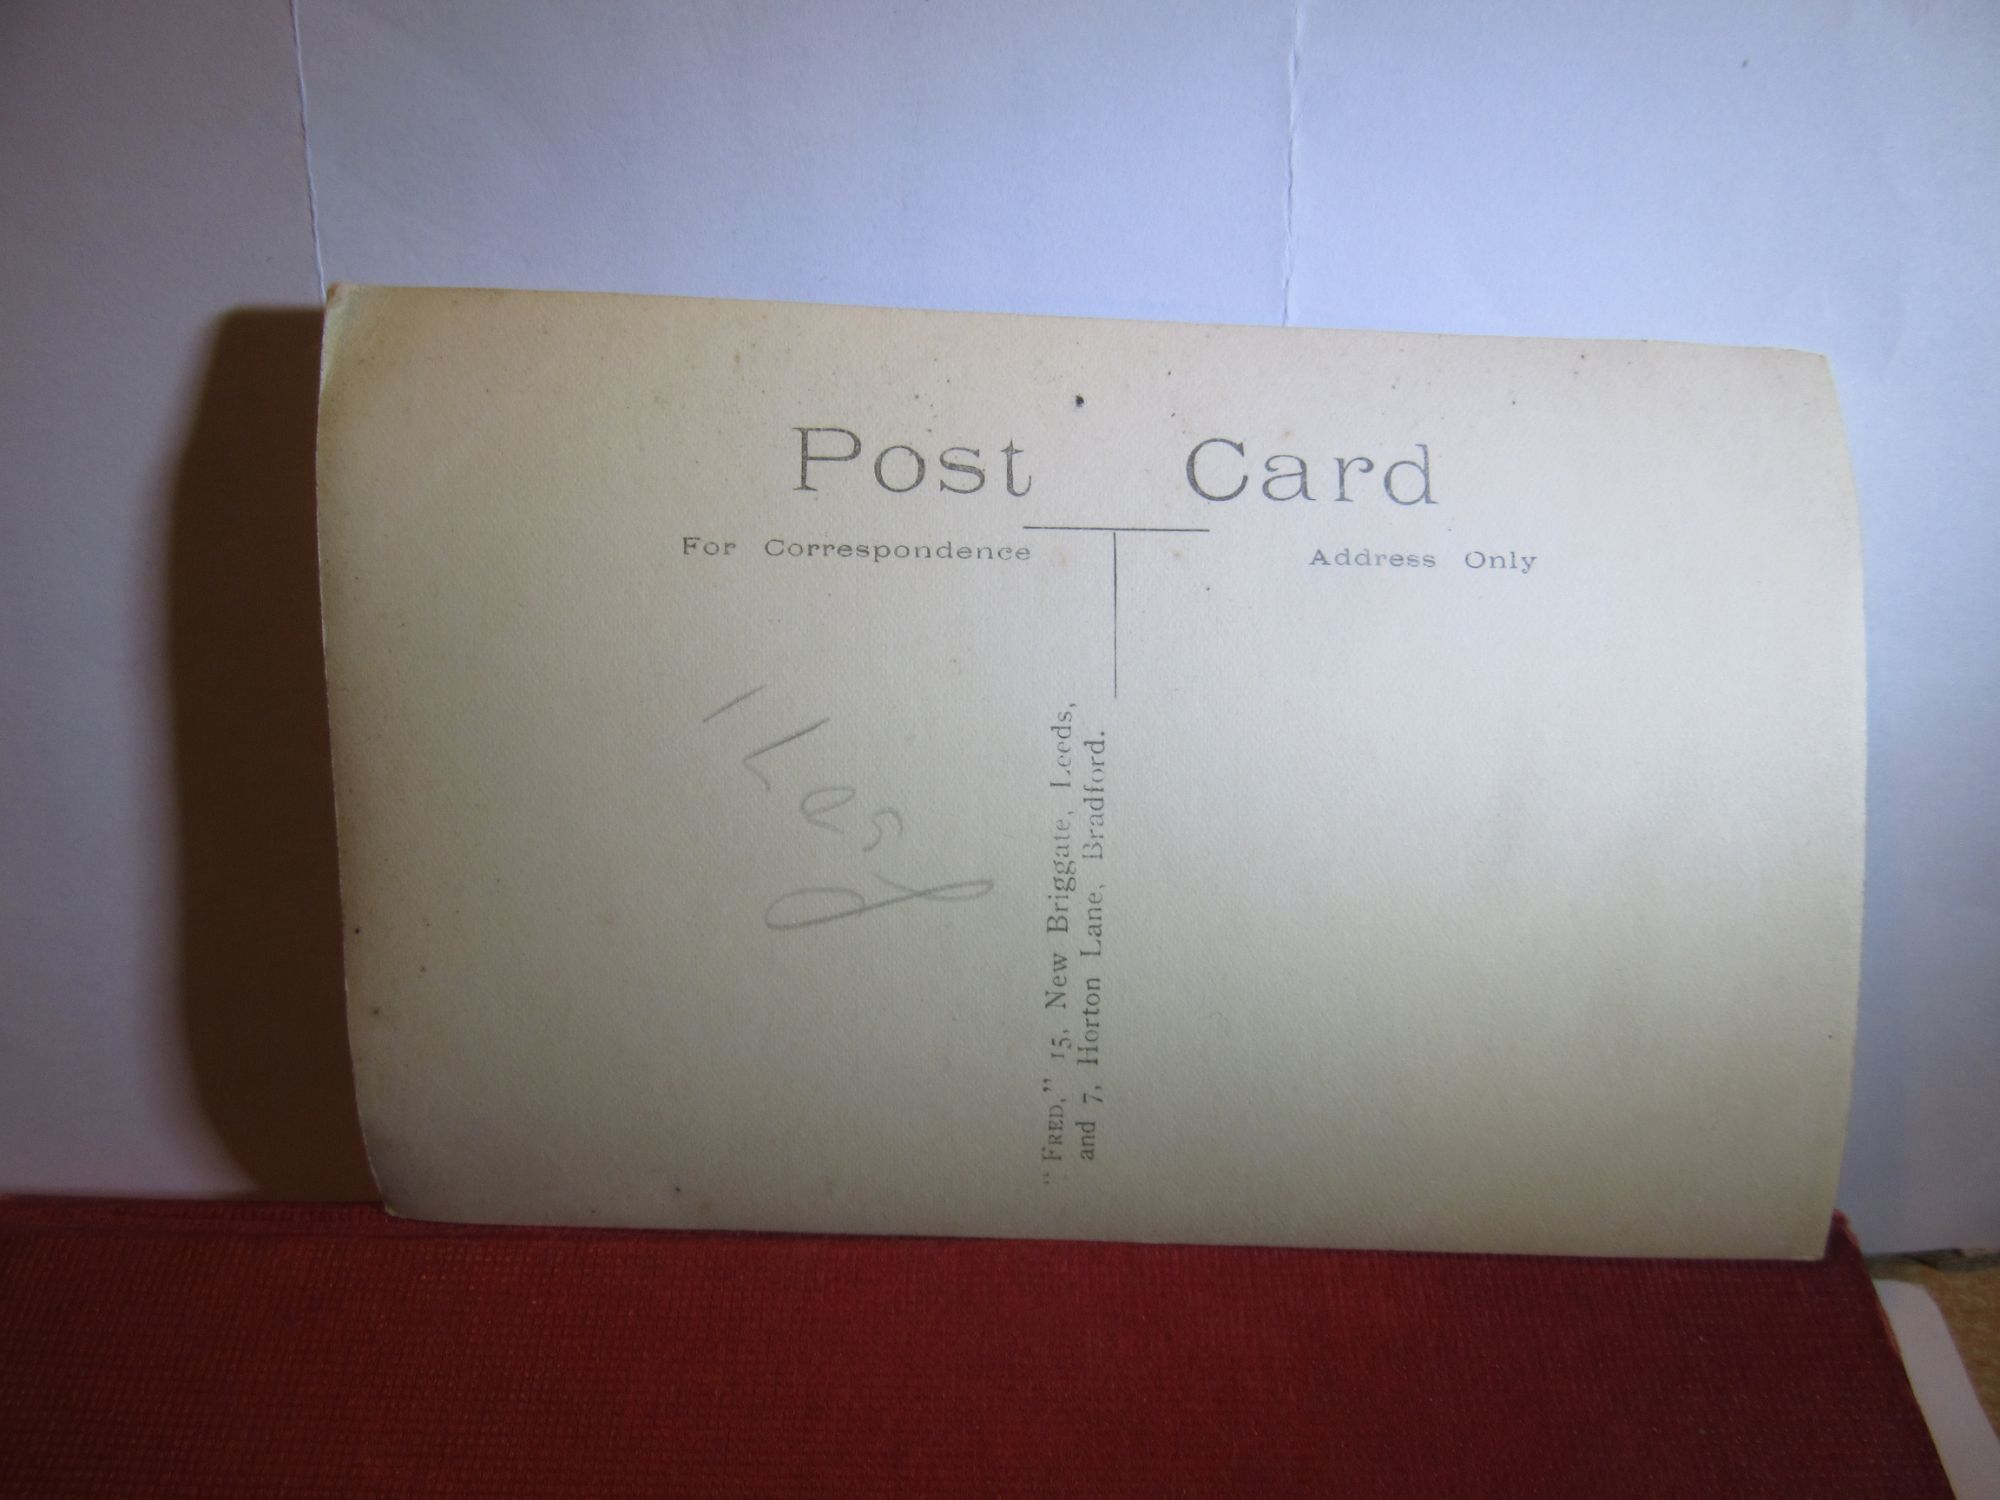 Post Card
For Correspondence
Address Only
"FRED," 15, New Briggate, Leeds,
and 7, Horton Lane, Bradford.